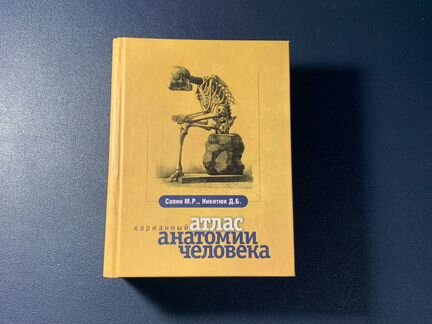 Сапин М.Р., Никитюк Д.Б.
карманный атлас
анатомии
человека